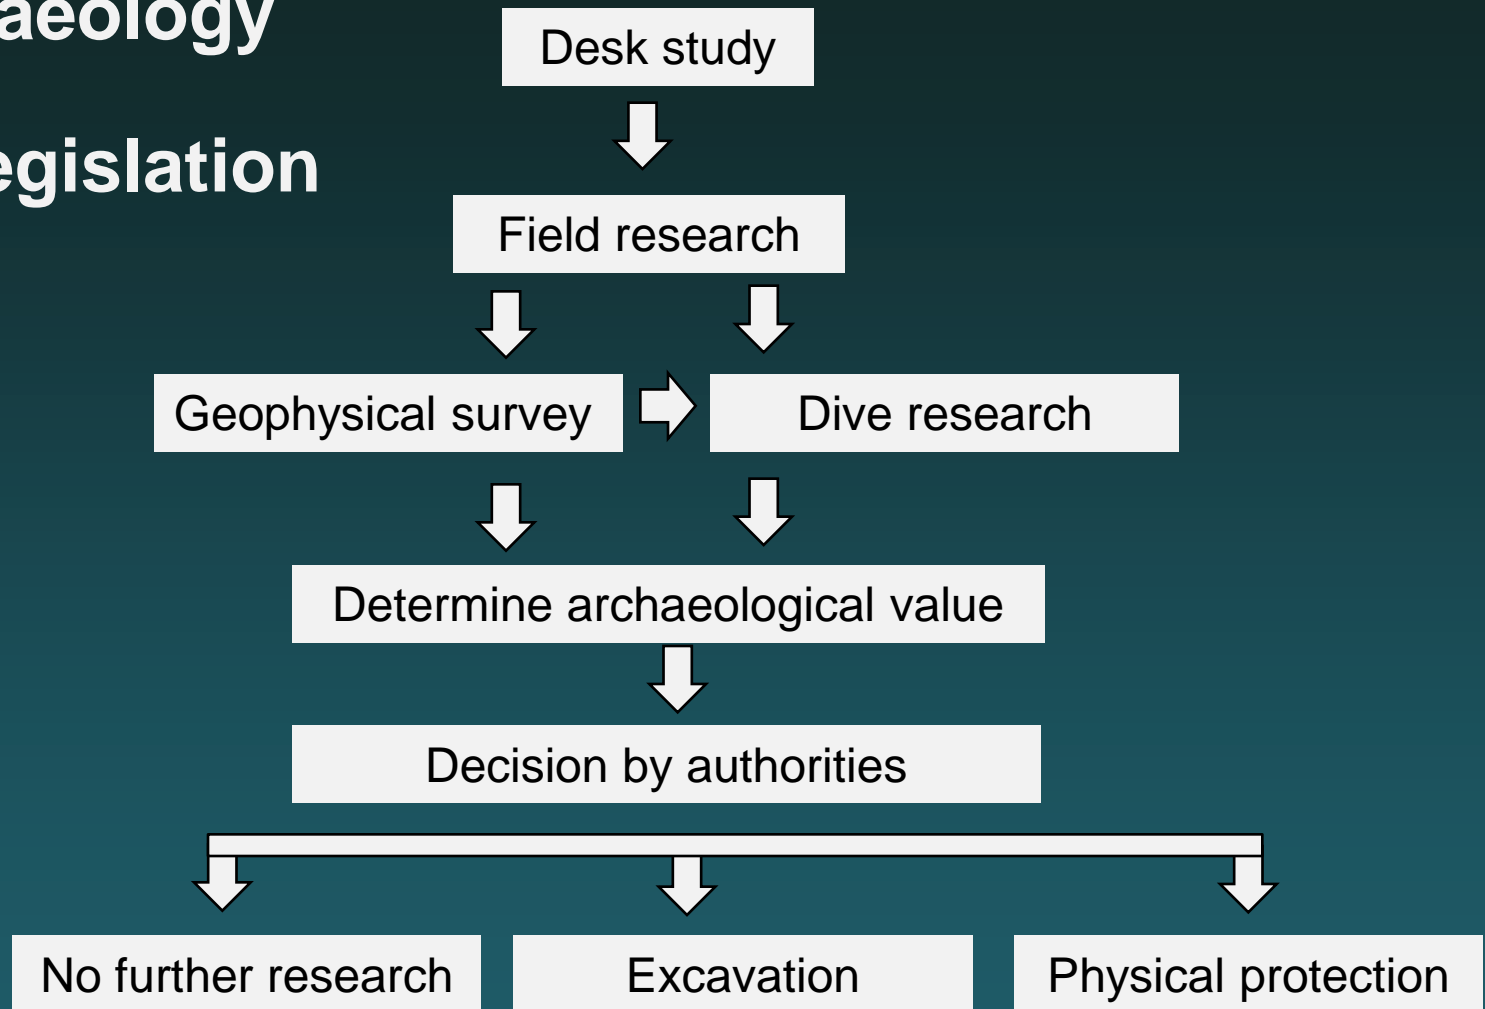 aeology
Desk study
egislation
Field research
Geophysical survey
Dive research
Determine archaeological value
Decision by authorities
No further research
Excavation
Physical protection